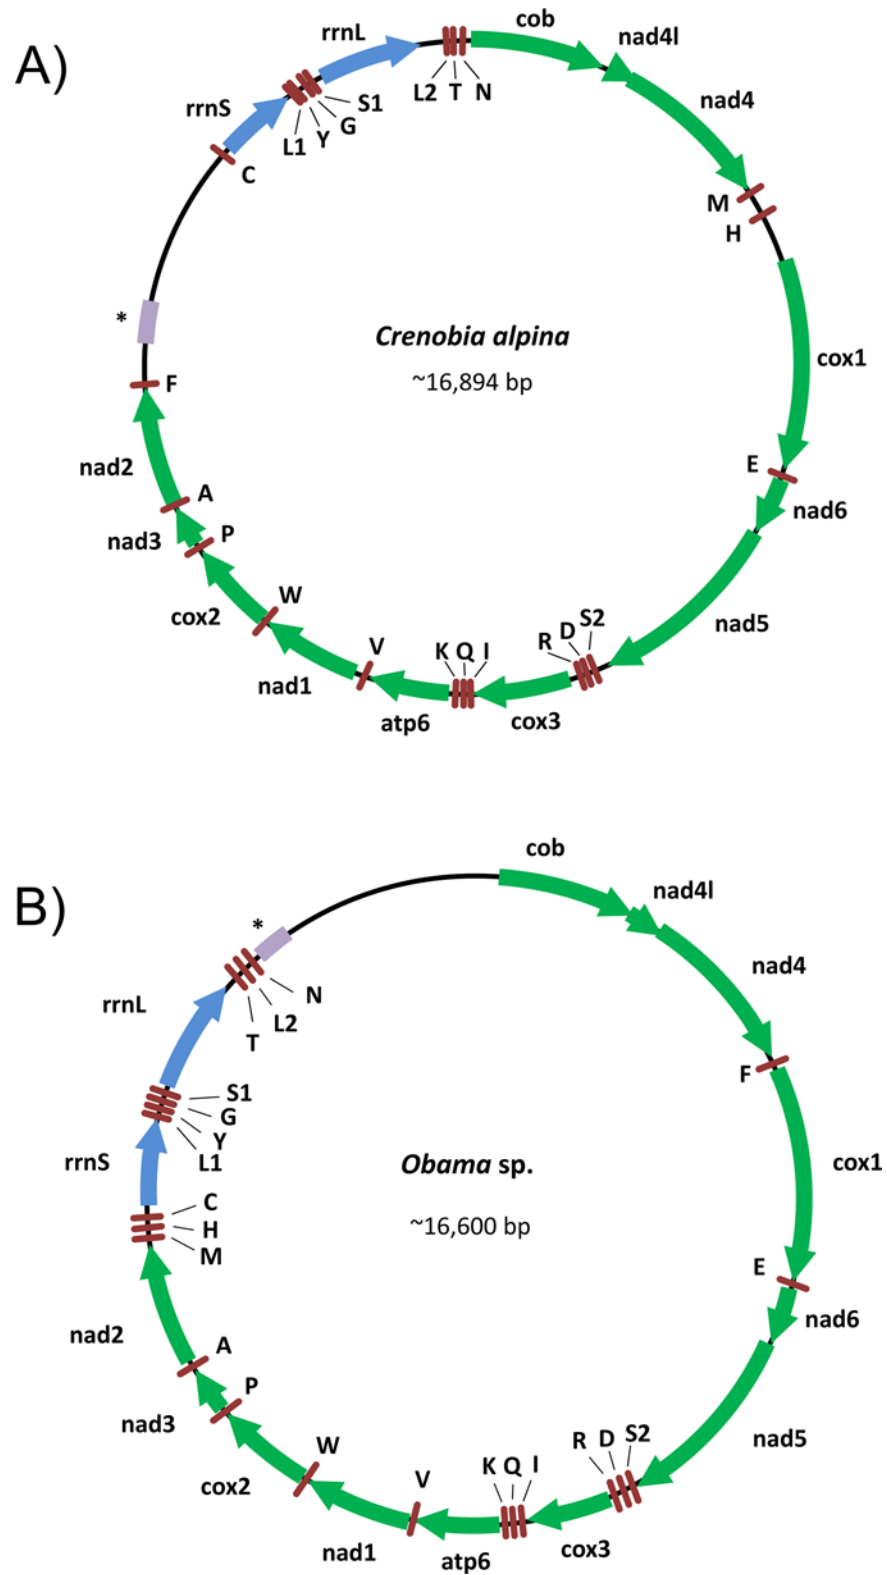 A)
cob
nad4l
nad4
M
H
cox1
E
nad6
nad5
S2
D
R
cox3
I
Q
K
atp6
V
nad1
W
cox2
P
nad3
A
nad2
F
*
C
rrnS
L1
Y
G
S1
rrnL
L2
T
N
Crenobia alpina
~16,894 bp
B)
cob
nad4l
nad4
F
cox1
E
nad6
nad5
S2
D
R
cox3
I
Q
K
atp6
V
nad1
W
cox2
P
nad3
A
nad2
M
H
C
rrnS
L1
Y
G
S1
rrnL
T
L2
N
*
Obama sp.
~16,600 bp